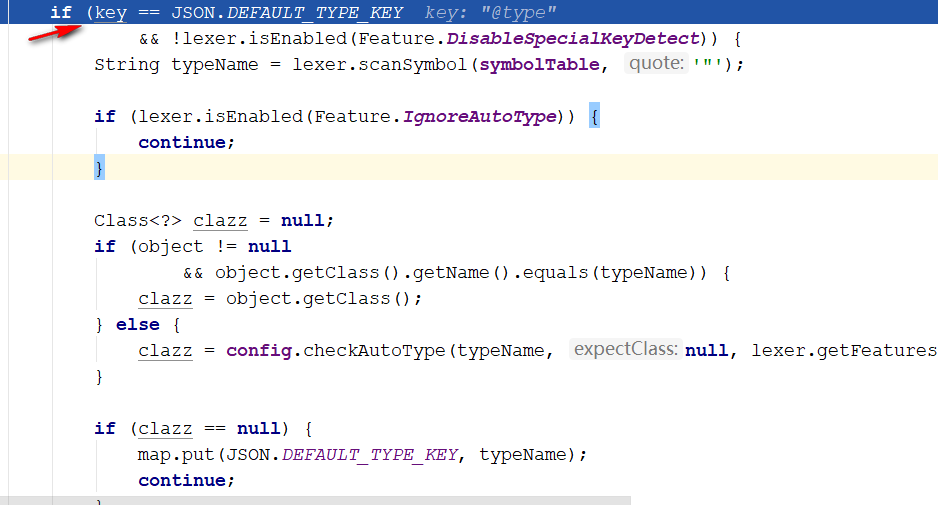 if (key == JSON.DEFAULT_TYPE_KEY key: "@type"
&& !lexer.isEnabled(Feature.DisableSpecialKeyDetect)) {
String typeName = lexer.scanSymbol(symbolTable, quote: '"');
if (lexer.isEnabled(Feature.IgnoreAutoType)) {
continue;
}
Class<?> clazz = null;
if (object != null
&& object.getClass().getName().equals(typeName)) {
clazz = object.getClass();
} else {
clazz = config.checkAutoType(typeName, expectClass: null, lexer.getFeatures
}
if (clazz == null) {
map.put(JSON.DEFAULT_TYPE_KEY, typeName);
continue;